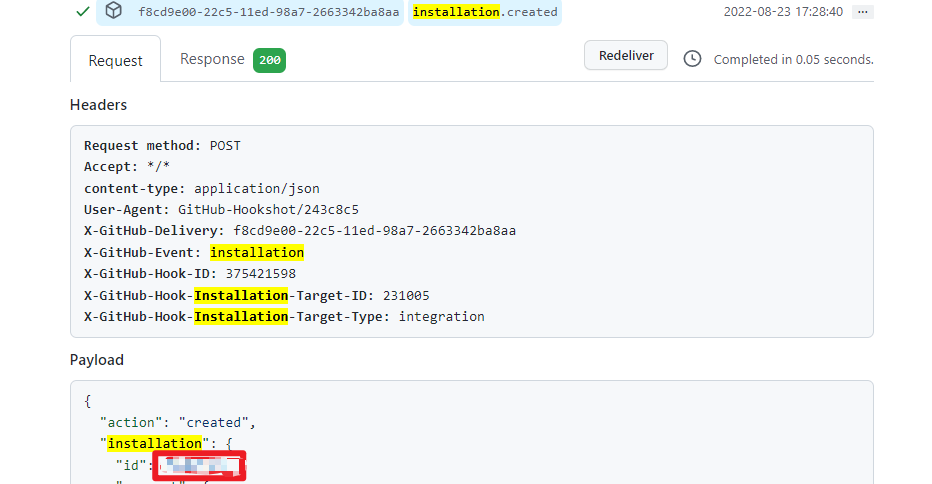 f8cd9e00-22c5-11ed-98a7-2663342ba8aa installation.created 2022-08-23 17:28:40 ...
Request Response 200 Redeliver Completed in 0.05 seconds.
Headers
Request method: POST
Accept: */*
content-type: application/json
User-Agent: GitHub-Hookshot/243c8c5
X-GitHub-Delivery: f8cd9e00-22c5-11ed-98a7-2663342ba8aa
X-GitHub-Event: installation
X-GitHub-Hook-ID: 375421598
X-GitHub-Hook-Installation-Target-ID: 231005
X-GitHub-Hook-Installation-Target-Type: integration
Payload
{
"action": "created",
"installation": {
"id":